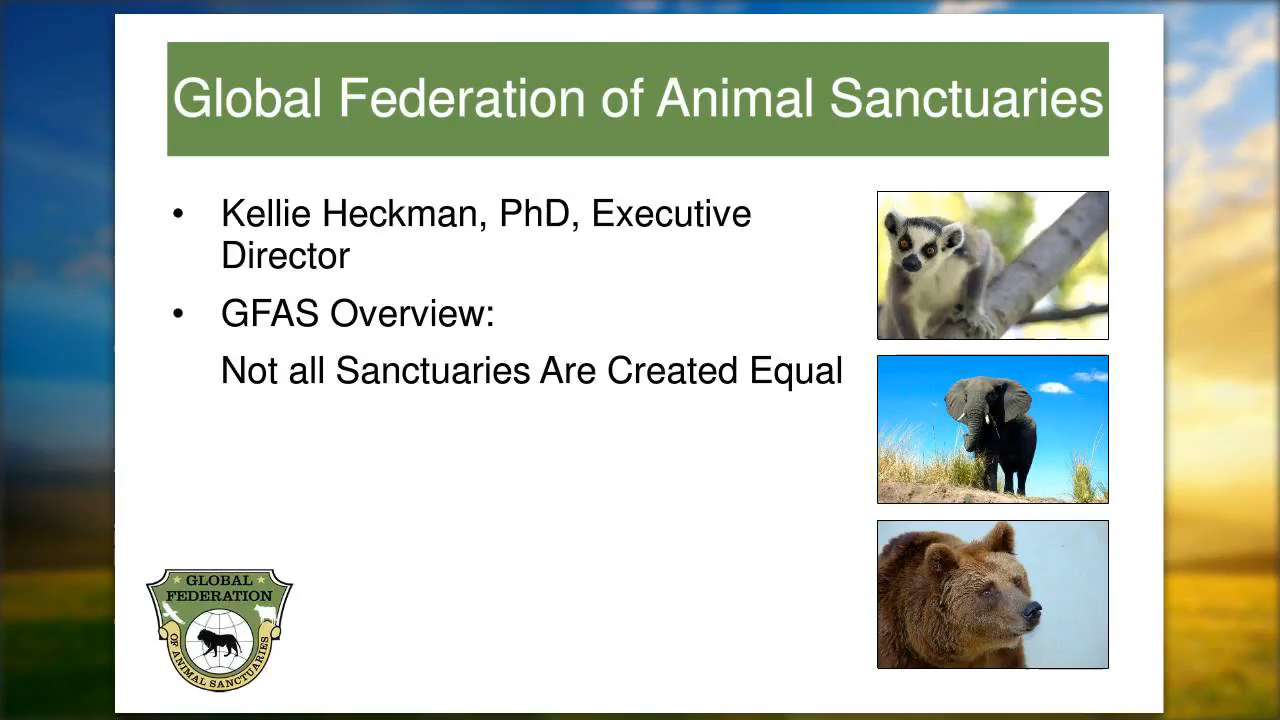 Global Federation of Animal Sanctuaries
• Kellie Heckman, PhD, Executive
Director
• GFAS Overview:
Not all Sanctuaries Are Created Equal
GLOBAL
FEDERATION
OF ANIMAL SANCTUARIES